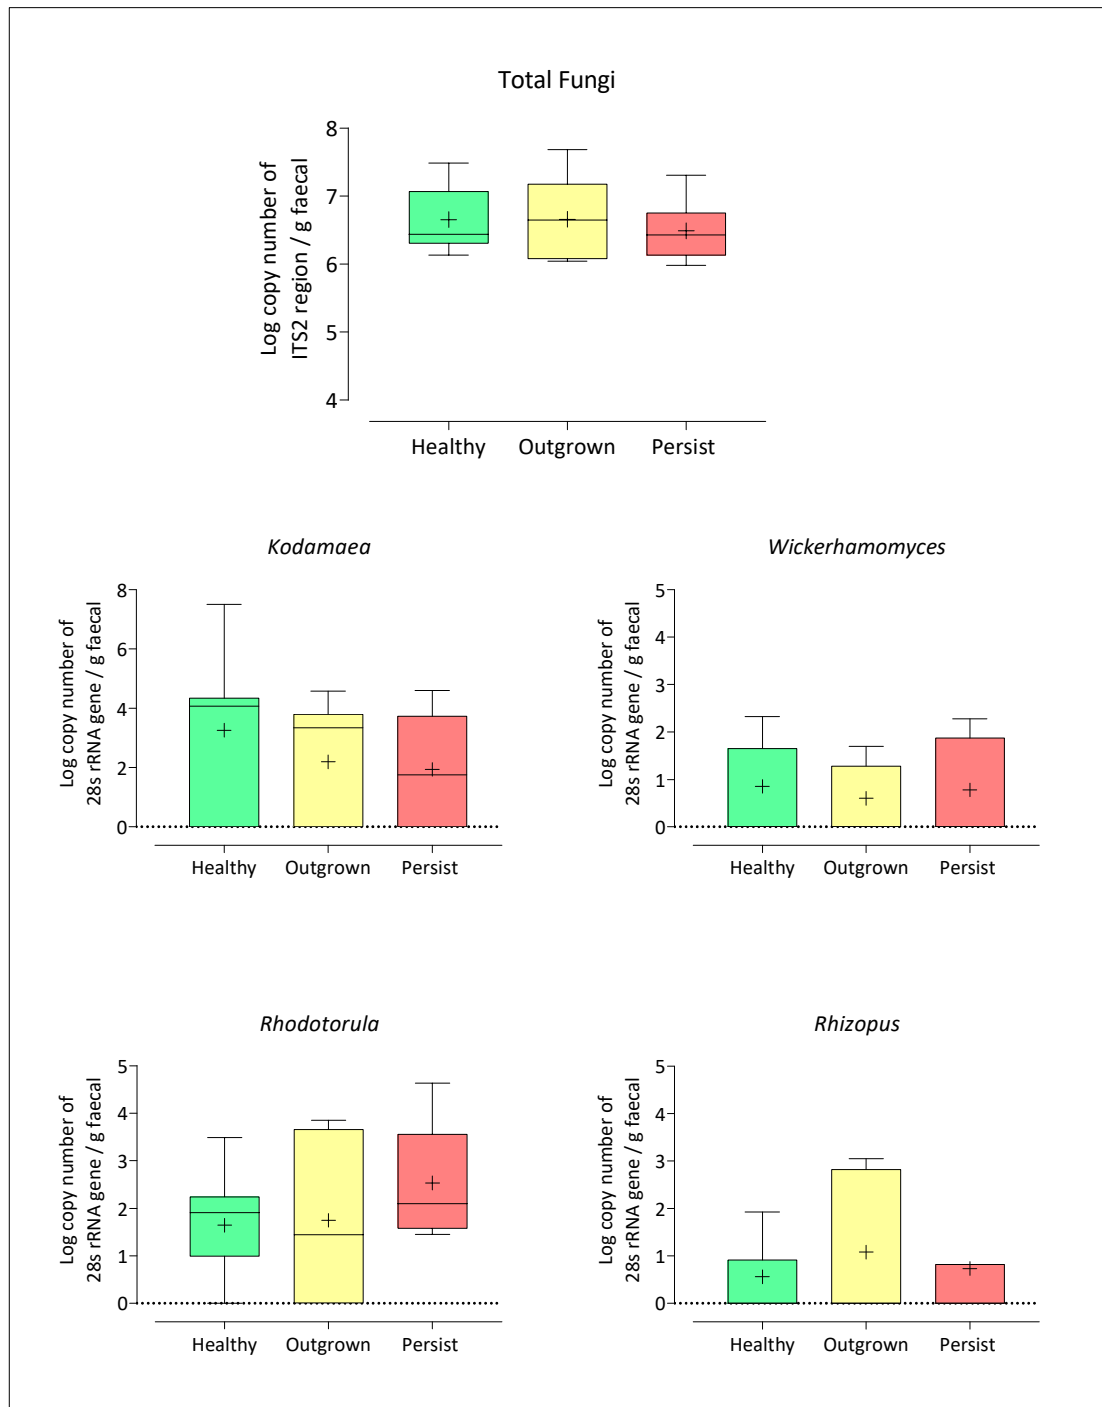 Total Fungi
Log copy number of
ITS2 region / g faecal
8
7
6
5
4
Healthy
Outgrown
Persist
Kodamaea
Log copy number of
28s rRNA gene / g faecal
8
6
4
2
0
Healthy
Outgrown
Persist
Wickerhamomyces
Log copy number of
28s rRNA gene / g faecal
5
4
3
2
1
0
Healthy
Outgrown
Persist
Rhodotorula
Log copy number of
28s rRNA gene / g faecal
5
4
3
2
1
0
Healthy
Outgrown
Persist
Rhizopus
Log copy number of
28s rRNA gene / g faecal
5
4
3
2
1
0
Healthy
Outgrown
Persist